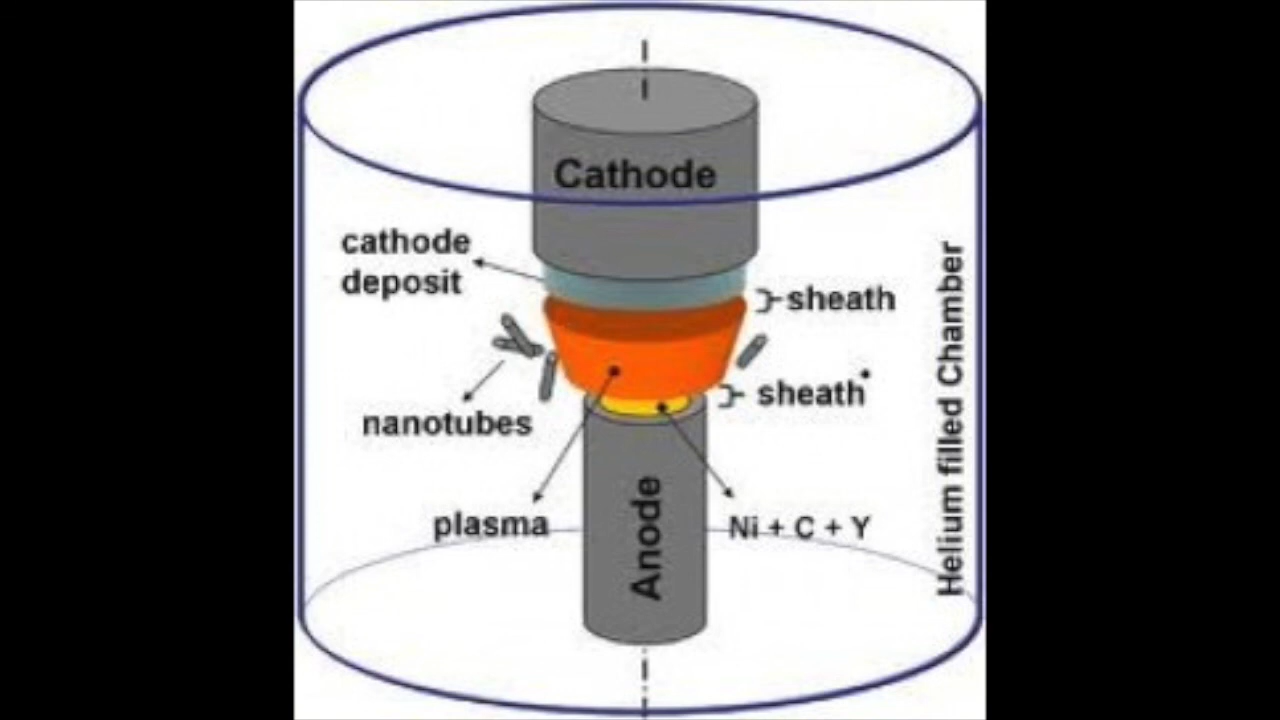 Cathode
cathode
deposit
sheath
nanotubes
sheath
plasma
Ni + C + Y
Anode
Helium filled Chamber